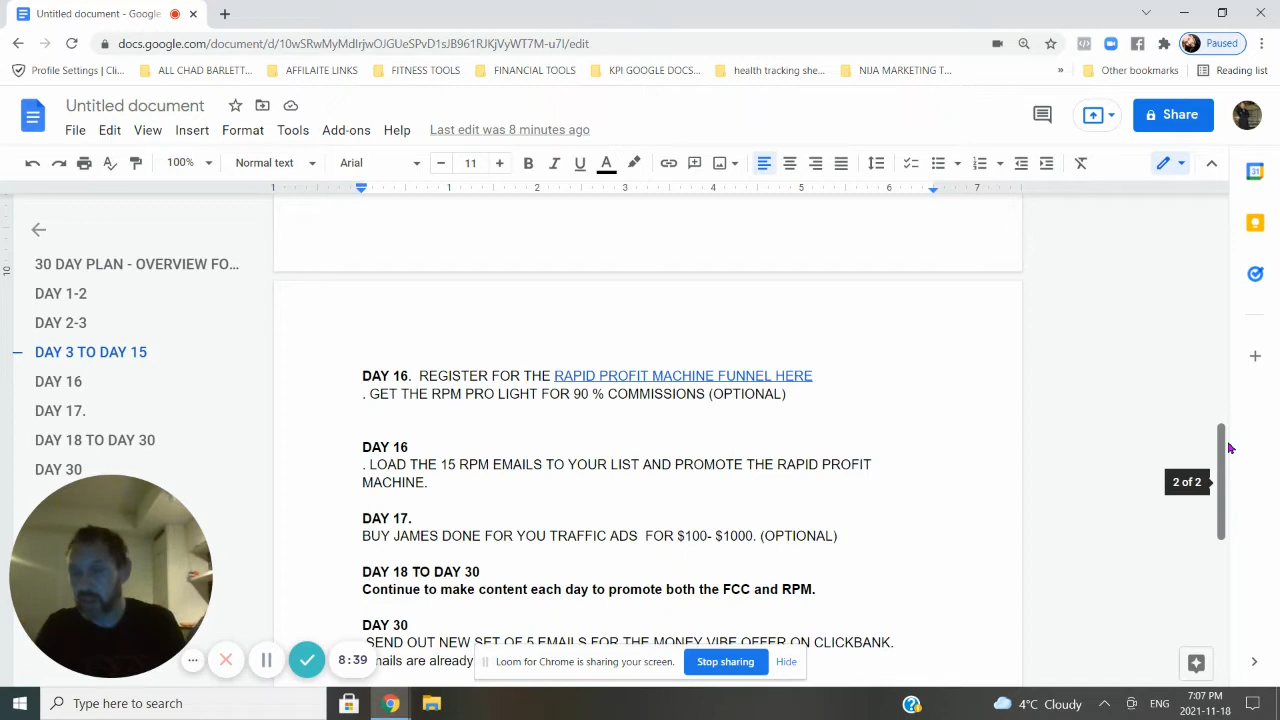 Untitled document - Google
docs.google.com/document/d/10wSRwMyMdIrjwOJGUcrPvD1sJB961RJKjVyWT7M-u7I/edit
Paused
Profile Settings | Cli...
ALL CHAD BARLETT...
AFFILAITE LINKS
FITNESS TOOLS
FINANCIAL TOOLS
KPI GOOGLE DOCS...
health tracking she...
NIJA MARKETING T...
»
Other bookmarks
Reading list
Untitled document
File Edit View Insert Format Tools Add-ons Help Last edit was 8 minutes ago
Share
100% Normal text Arial − 11 + B I U A
1 1 2 3 4 5 6 7
10
30 DAY PLAN - OVERVIEW FO...
DAY 1-2
DAY 2-3
DAY 3 TO DAY 15
DAY 16
DAY 17.
DAY 18 TO DAY 30
DAY 30
DAY 16. REGISTER FOR THE RAPID PROFIT MACHINE FUNNEL HERE
. GET THE RPM PRO LIGHT FOR 90 % COMMISSIONS (OPTIONAL)
DAY 16
. LOAD THE 15 RPM EMAILS TO YOUR LIST AND PROMOTE THE RAPID PROFIT
MACHINE.
2 of 2
DAY 17.
BUY JAMES DONE FOR YOU TRAFFIC ADS FOR $100- $1000. (OPTIONAL)
DAY 18 TO DAY 30
Continue to make content each day to promote both the FCC and RPM.
DAY 30
SEND OUT NEW SET OF 5 EMAILS FOR THE MONEY VIBE OFFER ON CLICKBANK.
mails are already
8:39
Loom for Chrome is sharing your screen.
Stop sharing
Hide
Type here to search
4°C Cloudy
ENG
7:07 PM
2021-11-18